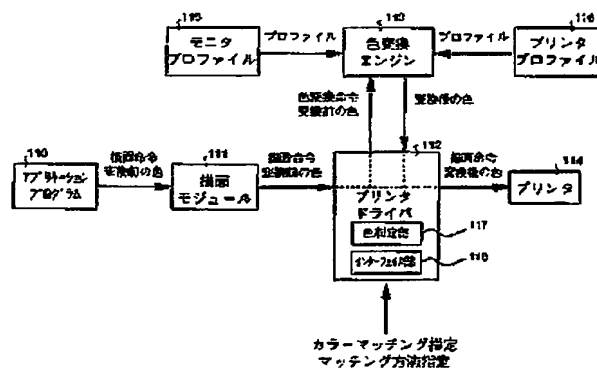 115
113
116
モニタ
プロファイル
プロファイル
色変換
エンジン
プロファイル
プリンタ
プロファイル
色変換命令
変換前の色
変換後の色
110
111
112
114
アプリケーション
プログラム
描画命令
変換前の色
描画
モジュール
描画命令
変換前の色
プリンタ
ドライバ
描画命令
変換後の色
プリンタ
色判定部
117
インターフェイス部
118
カラーマッチング指定
マッチング方法指定